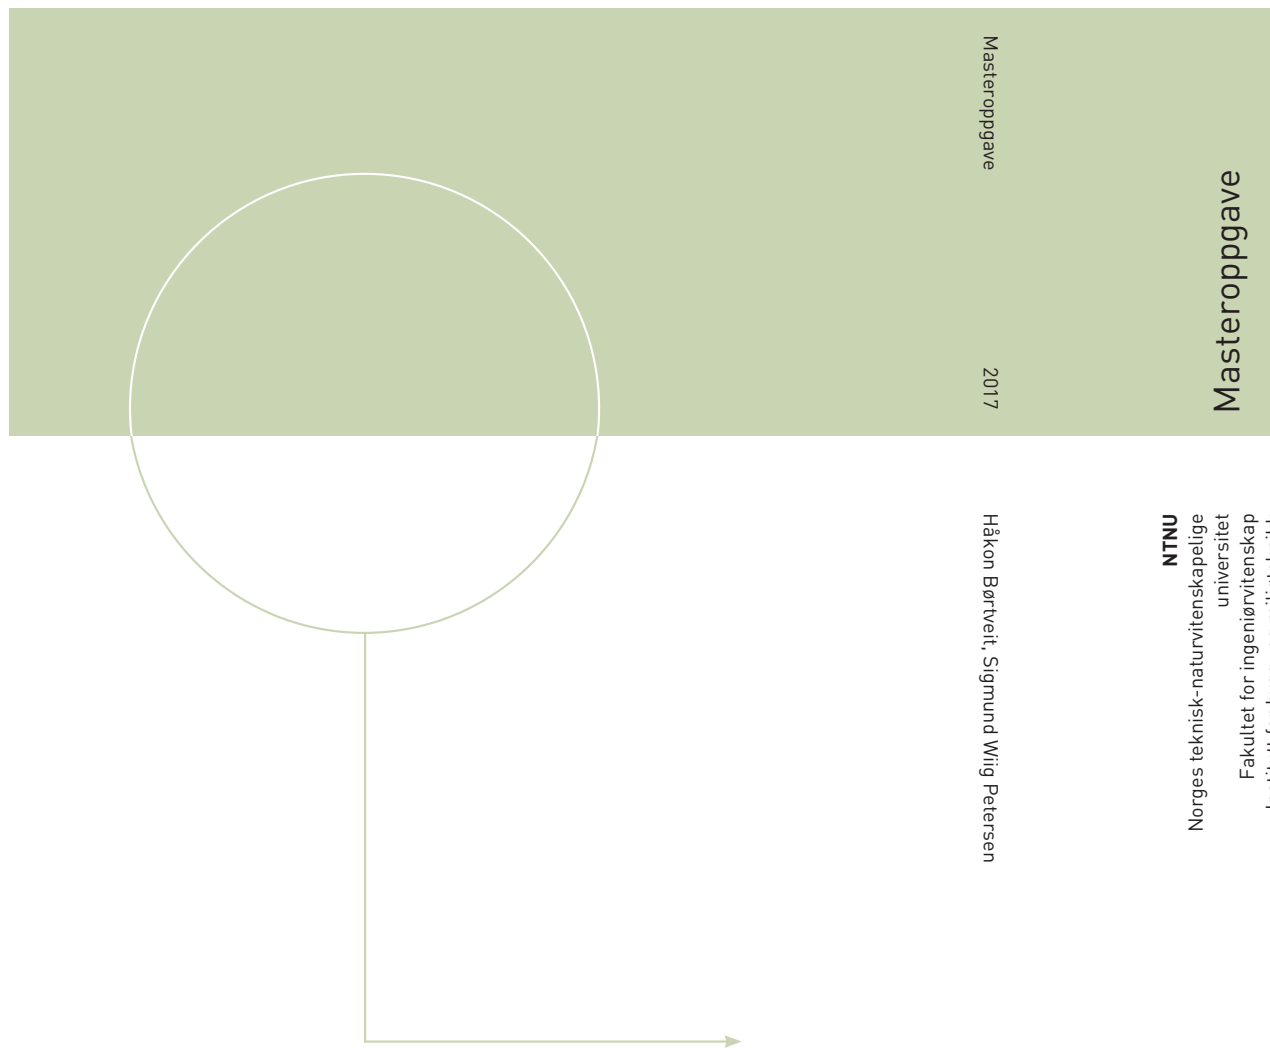 Masteroppgave
2017
Håkon Børtveit, Sigmund Wiig Petersen
Masteroppgave
NTNU
Norges teknisk-naturvitenskapelige
universitet
Fakultet for ingeniørvitenskap